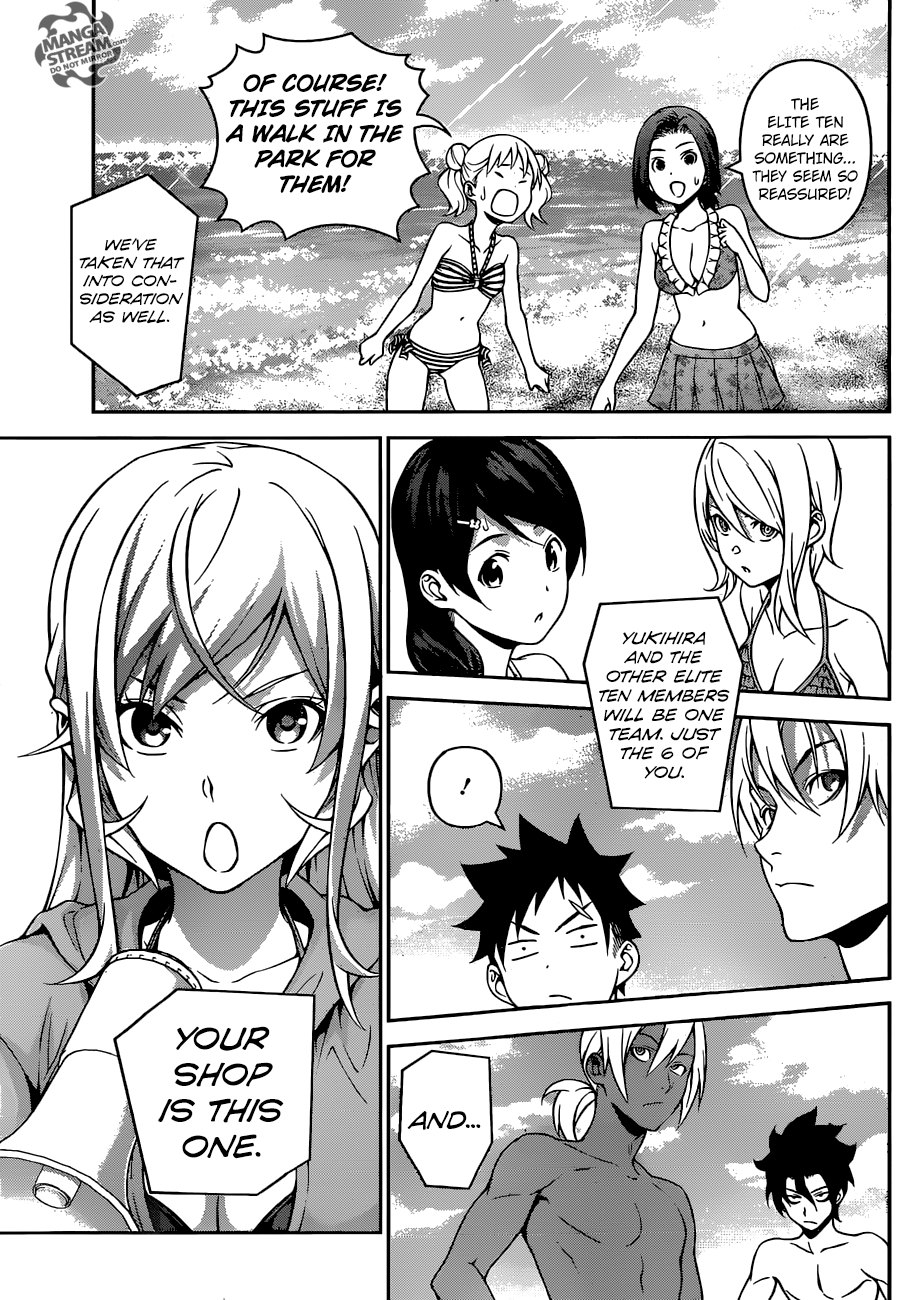 MANGA
STREAM.com
DO NOT MIRROR
THE
ELITE TEN
REALLY ARE
SOMETHING...
THEY SEEM SO
REASSURED!
OF COURSE!
THIS STUFF IS
A WALK IN THE
PARK FOR
THEM!
WE'VE
TAKEN THAT
INTO CON-
SIDERATION
AS WELL.
YUKIHIRA
AND THE
OTHER ELITE
TEN MEMBERS
WILL BE ONE
TEAM. JUST
THE 6 OF
YOU.
!
AND...
YOUR
SHOP
IS THIS
ONE.